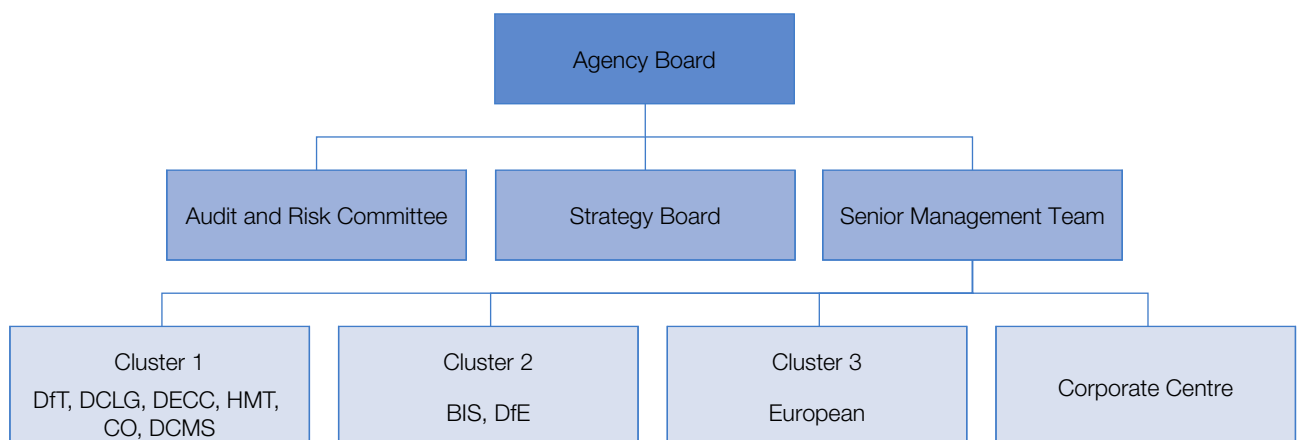 Agency Board
Audit and Risk Committee
Strategy Board
Senior Management Team
Cluster 1
DfT, DCLG, DECC, HMT,
CO, DCMS
Cluster 2
BIS, DfE
Cluster 3
European
Corporate Centre